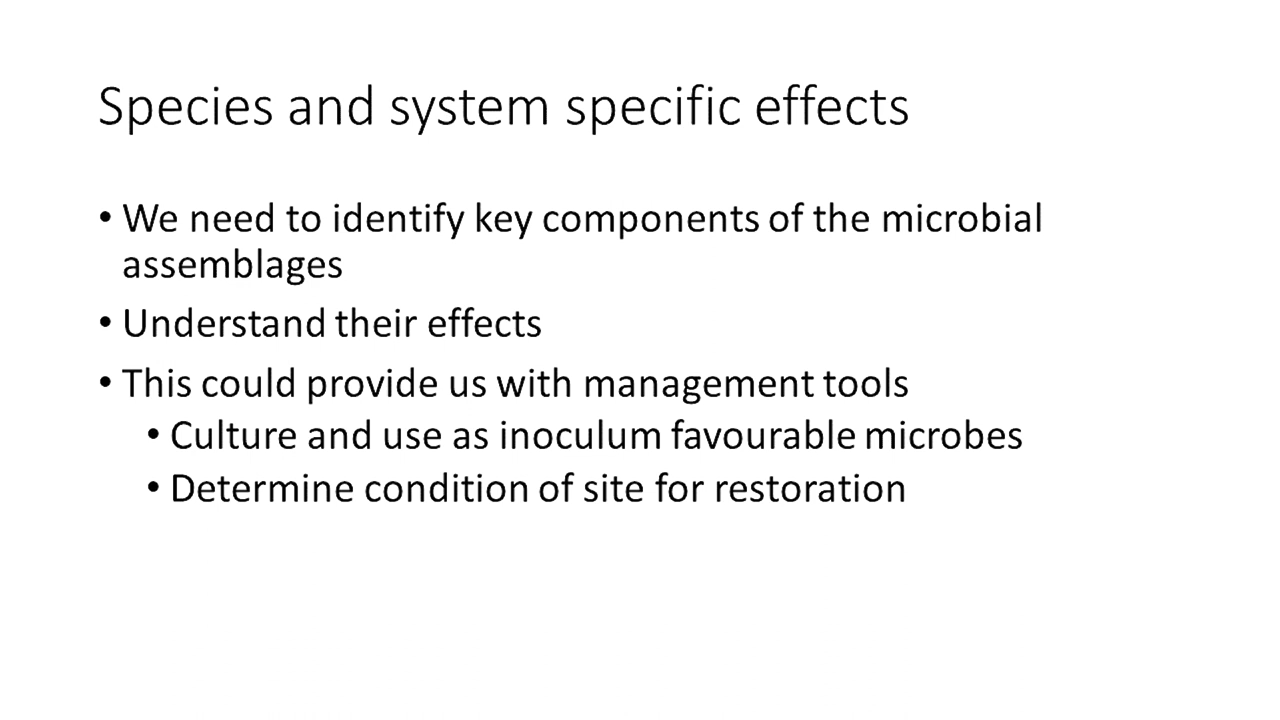 Species and system specific effects
• We need to identify key components of the microbial
assemblages
• Understand their effects
• This could provide us with management tools
• Culture and use as inoculum favourable microbes
• Determine condition of site for restoration